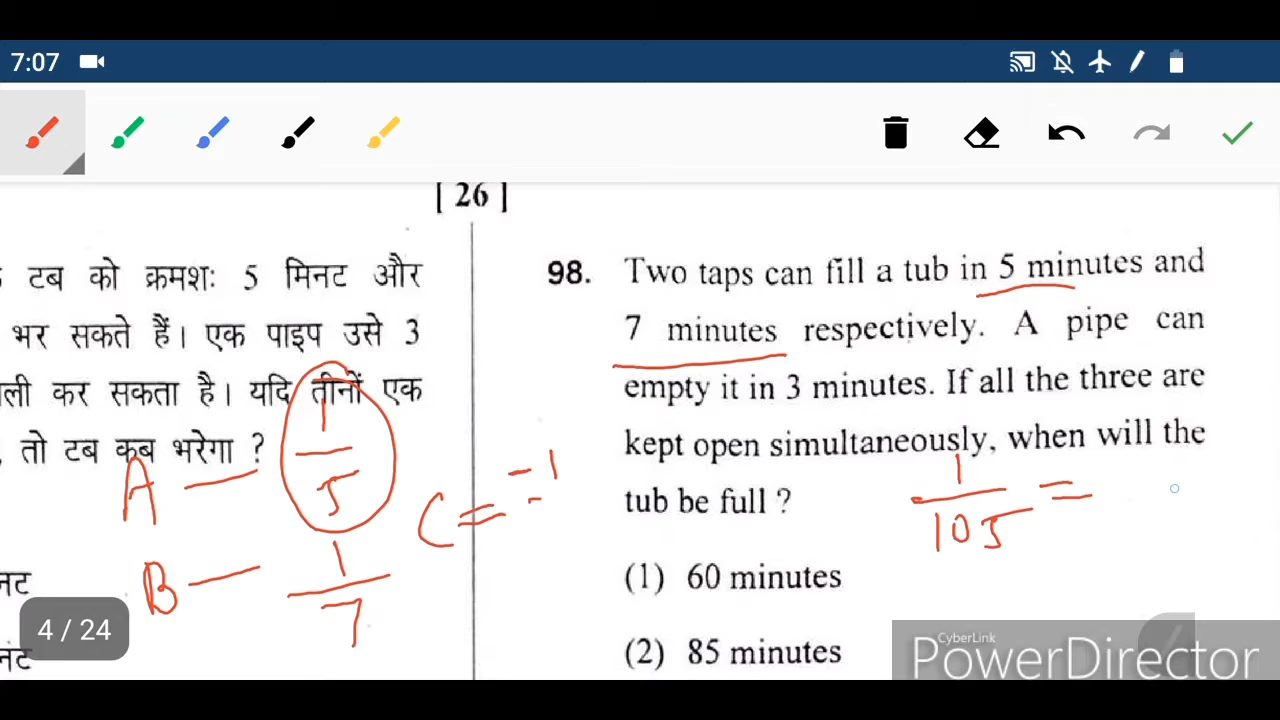 7:07
[ 26 ]
टब को क्रमशः 5 मिनट और
भर सकते हैं। एक पाइप उसे 3
कर सकता है। यदि तीनों एक
तो टब कब भरेगा ?
98. Two taps can fill a tub in 5 minutes and
7 minutes respectively. A pipe can
empty it in 3 minutes. If all the three are
kept open simultaneously, when will the
tub be full ?
(1) 60 minutes
(2) 85 minutes
A — 1/5
B — 1/7
C = -1
1/105 =
4 / 24
CyberLink
PowerDirector